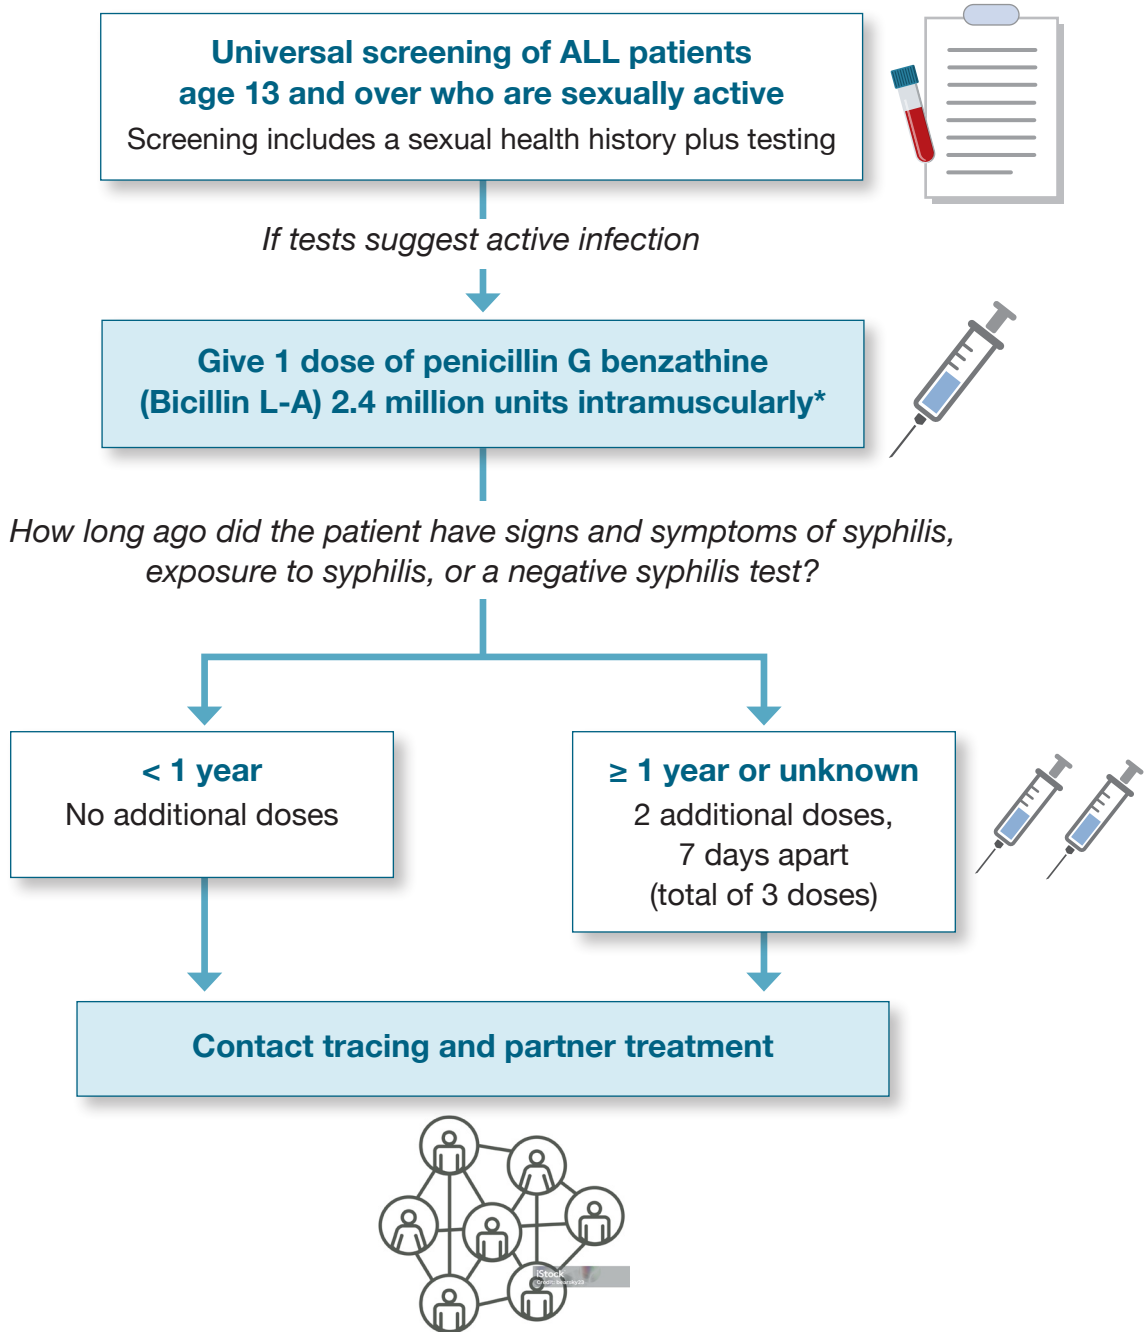 Universal screening of ALL patients
age 13 and over who are sexually active
Screening includes a sexual health history plus testing
If tests suggest active infection
Give 1 dose of penicillin G benzathine
(Bicillin L-A) 2.4 million units intramuscularly*
How long ago did the patient have signs and symptoms of syphilis,
exposure to syphilis, or a negative syphilis test?
< 1 year
No additional doses
≥ 1 year or unknown
2 additional doses,
7 days apart
(total of 3 doses)
Contact tracing and partner treatment
iStock
Credit: